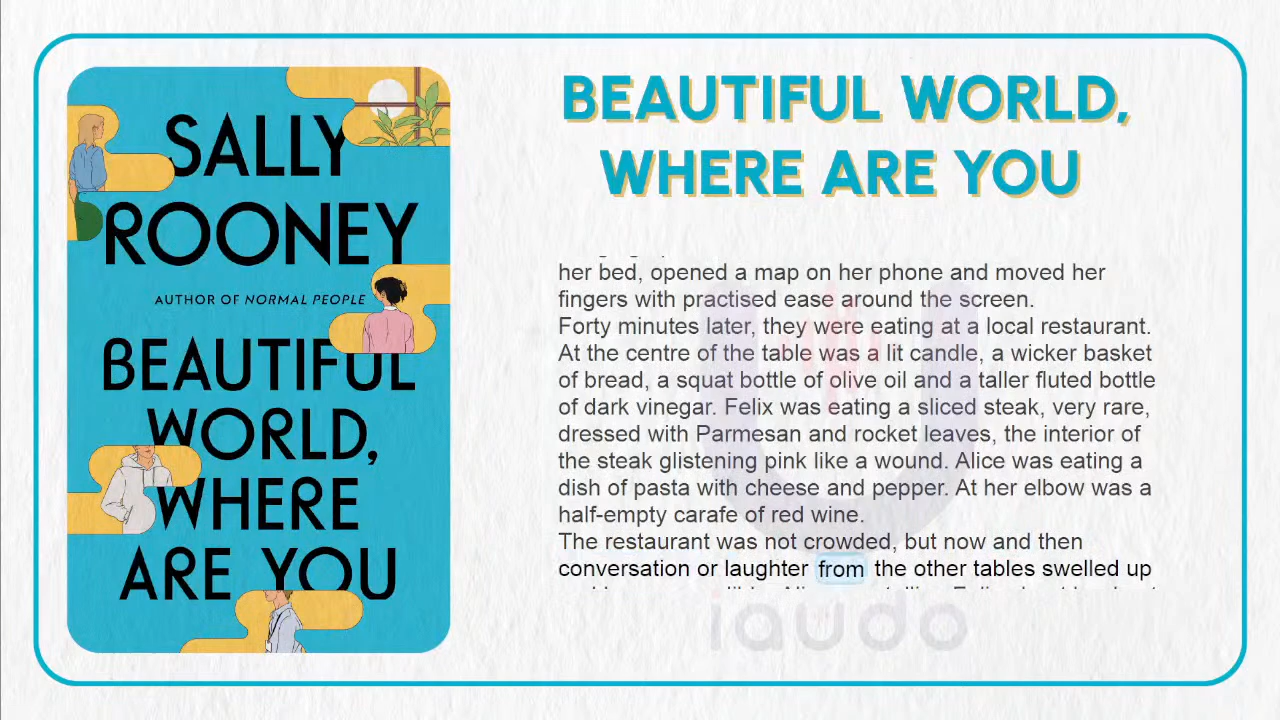 SALLY
ROONEY
AUTHOR OF NORMAL PEOPLE
BEAUTIFUL
WORLD,
WHERE
ARE YOU
BEAUTIFUL WORLD,
WHERE ARE YOU
her bed, opened a map on her phone and moved her
fingers with practised ease around the screen.
Forty minutes later, they were eating at a local restaurant.
At the centre of the table was a lit candle, a wicker basket
of bread, a squat bottle of olive oil and a taller fluted bottle
of dark vinegar. Felix was eating a sliced steak, very rare,
dressed with Parmesan and rocket leaves, the interior of
the steak glistening pink like a wound. Alice was eating a
dish of pasta with cheese and pepper. At her elbow was a
half-empty carafe of red wine.
The restaurant was not crowded, but now and then
conversation or laughter from the other tables swelled up
iaudo